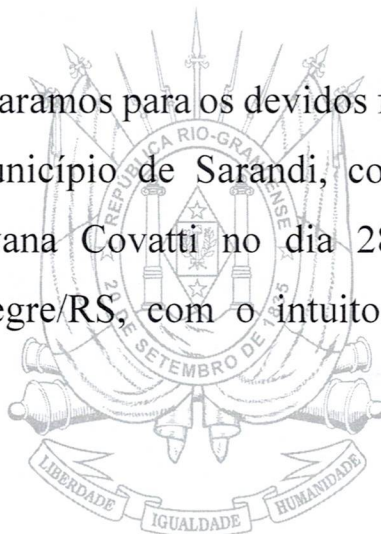 aramos para os devidos f
unicípio de Sarandi, co
vana Covatti no dia 28
egre/RS, com o intuito
REPÚBLICA RIO-GRANDENSE
20 DE SETEMBRO DE 1835
LIBERDADE IGUALDADE HUMANIDADE